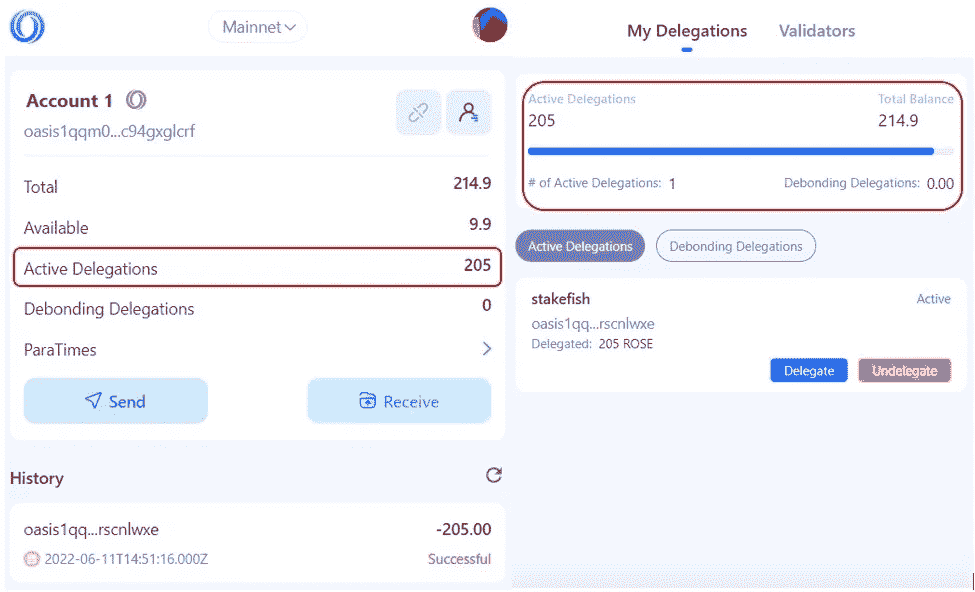 Mainnet
Account 1
oasis1qqm0...c94gxglcrf
Total 214.9
Available 9.9
Active Delegations 205
Debonding Delegations 0
ParaTimes
Send Receive
History
oasis1qq...rscnlwxe -205.00
2022-06-11T14:51:16.000Z Successful
My Delegations Validators
Active Delegations Total Balance
205 214.9
# of Active Delegations: 1 Debonding Delegations: 0.00
Active Delegations Debonding Delegations
stakefish Active
oasis1qq...rscnlwxe
Delegated: 205 ROSE
Delegate Undelegate